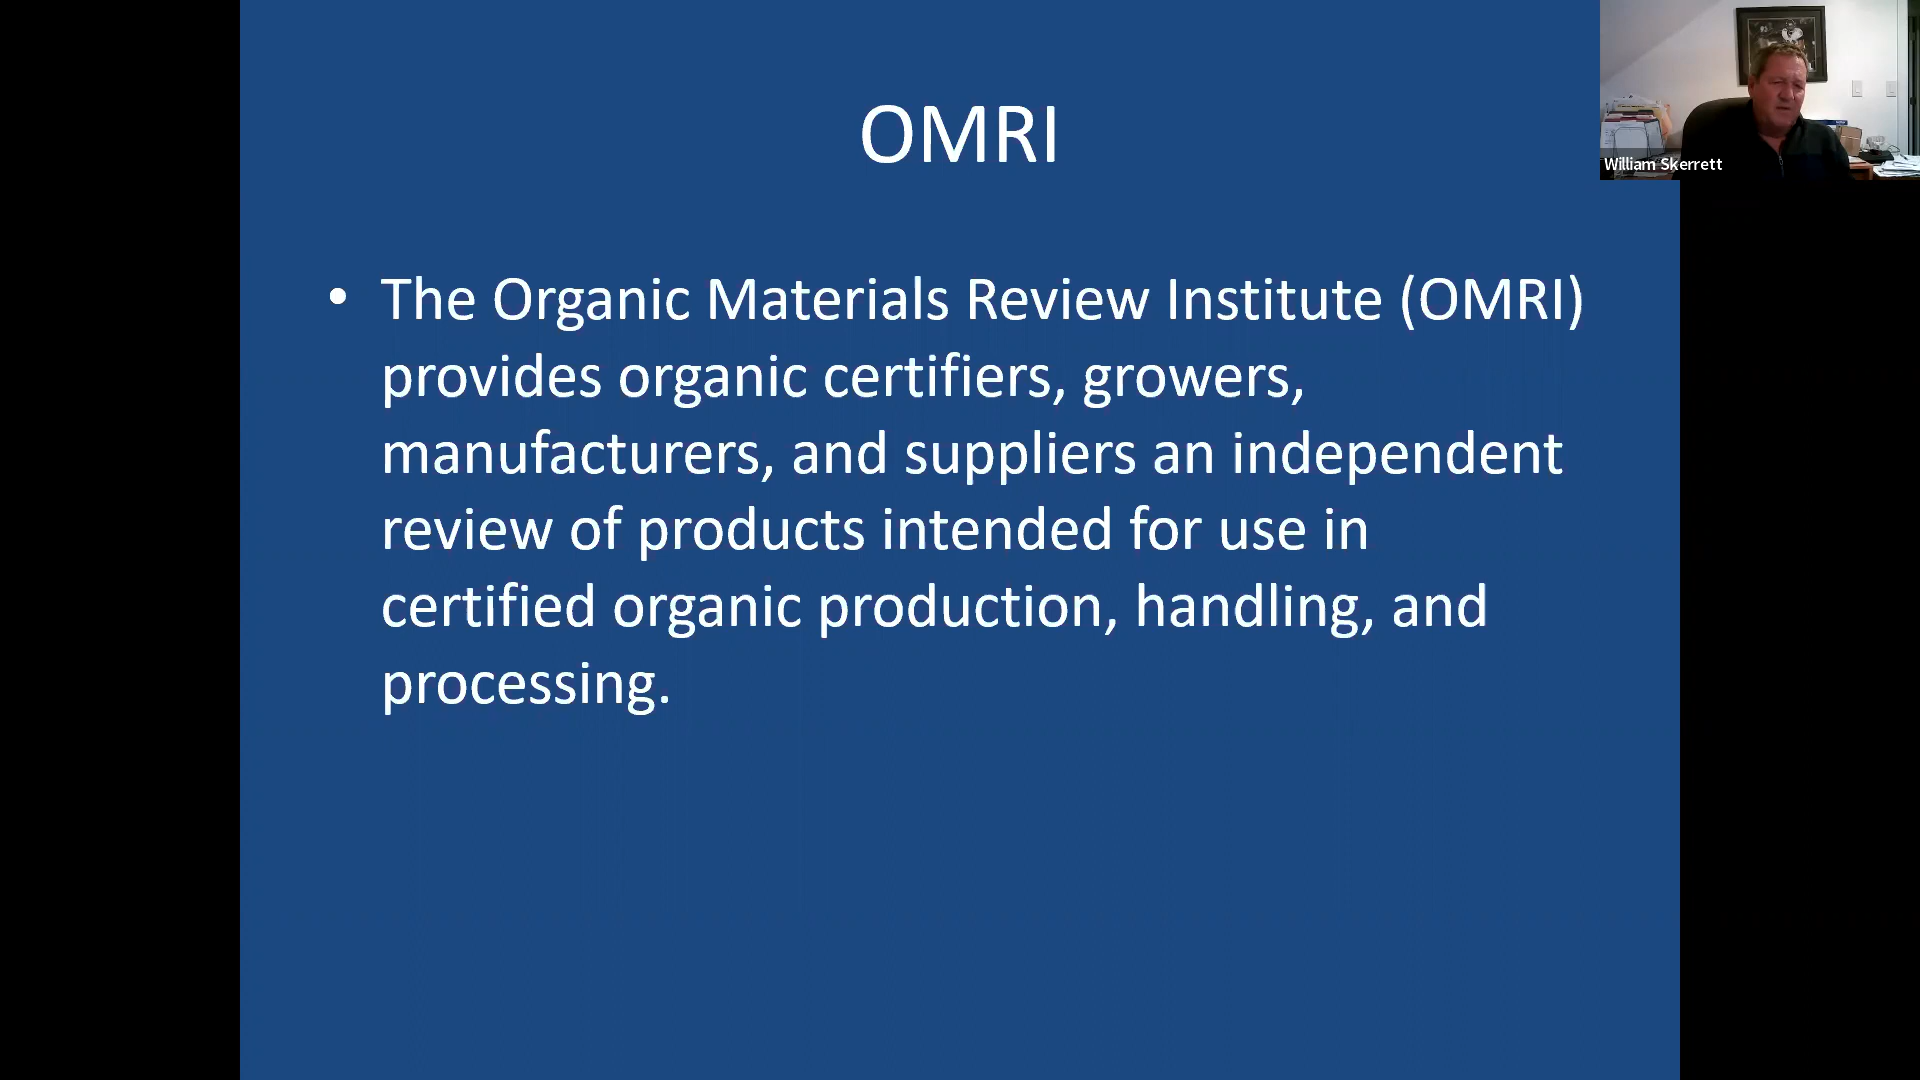 OMRI
William Skerrett
• The Organic Materials Review Institute (OMRI)
provides organic certifiers, growers,
manufacturers, and suppliers an independent
review of products intended for use in
certified organic production, handling, and
processing.